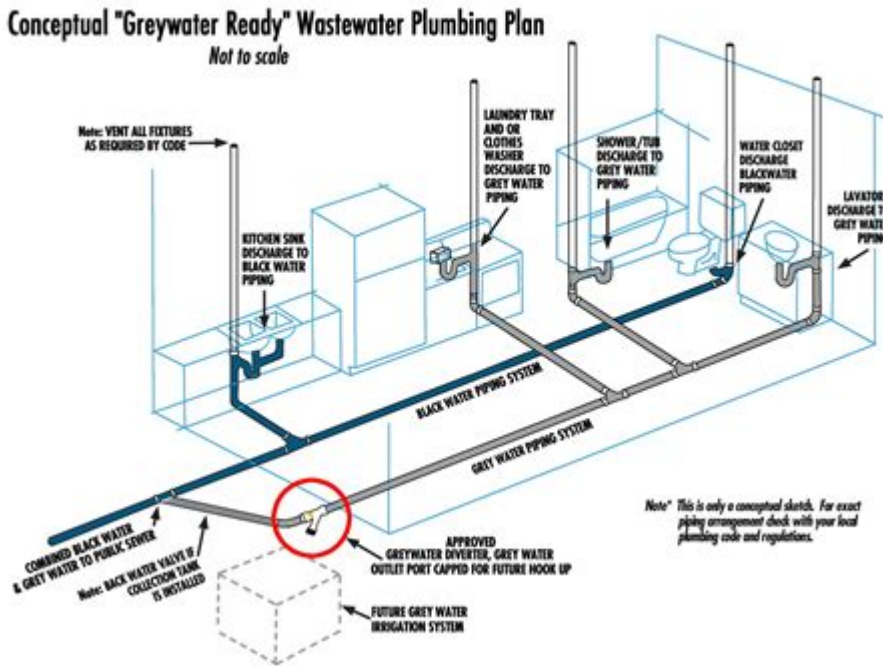 Conceptual "Greywater Ready" Wastewater Plumbing Plan
Not to scale
Note: VENT ALL FIXTURES
AS REQUIRED BY CODE
LAUNDRY TRAY
AND OR
CLOTHES
WASHER
DISCHARGE TO
GREY WATER
PIPING
SHOWER/TUB
DISCHARGE TO
GREY WATER
PIPING
WATER CLOSET
DISCHARGE
BLACKWATER
PIPING
LAVATOR
DISCHARGE T
GREY WATE
PIPIN
KITCHEN SINK
DISCHARGE TO
BLACK WATER
PIPING
BLACK WATER PIPING SYSTEM
GREY WATER PIPING SYSTEM
COMBINED BLACK WATER
& GREY WATER TO PUBLIC SEWER
Note: BACK WATER VALVE IF
COLLECTION TANK
IS INSTALLED
APPROVED
GREYWATER DIVERTER, GREY WATER
OUTLET PORT CAPPED FOR FUTURE HOOK UP
FUTURE GREY WATER
IRRIGATION SYSTEM
Note* This is only a conceptual sketch. For exact
piping arrangement check with your local
plumbing code and regulations.